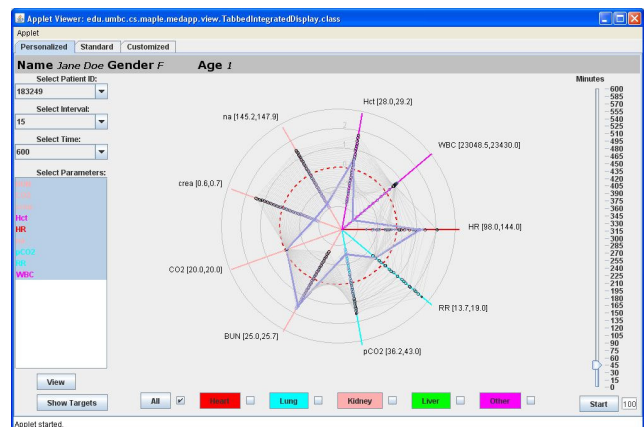 Applet Viewer: edu.umbc.cs.maple.medapp.view.TabbedIntegratedDisplay.class
Applet
Personalized Standard Customized
Name Jane Doe Gender F Age 1
Select Patient ID:
183249
Select Interval:
15
Select Time:
600
Select Parameters:
Hct
HR
pCO2
RR
WBC
View
Show Targets
Hct [28.0,29.2]
na [145.2,147.9]
WBC [23048.5,23430.0]
crea [0.6,0.7]
HR [98.0,144.0]
CO2 [20.0,20.0]
RR [13.7,19.0]
BUN [25.0,25.7]
pCO2 [36.2,43.0]
All
Heart
Lung
Kidney
Liver
Other
Minutes
600
585
570
555
540
525
510
495
480
465
450
435
420
405
390
375
360
345
330
315
300
285
270
255
240
225
210
195
180
165
150
135
120
105
90
75
60
45
30
15
0
Start
100
Applet started.